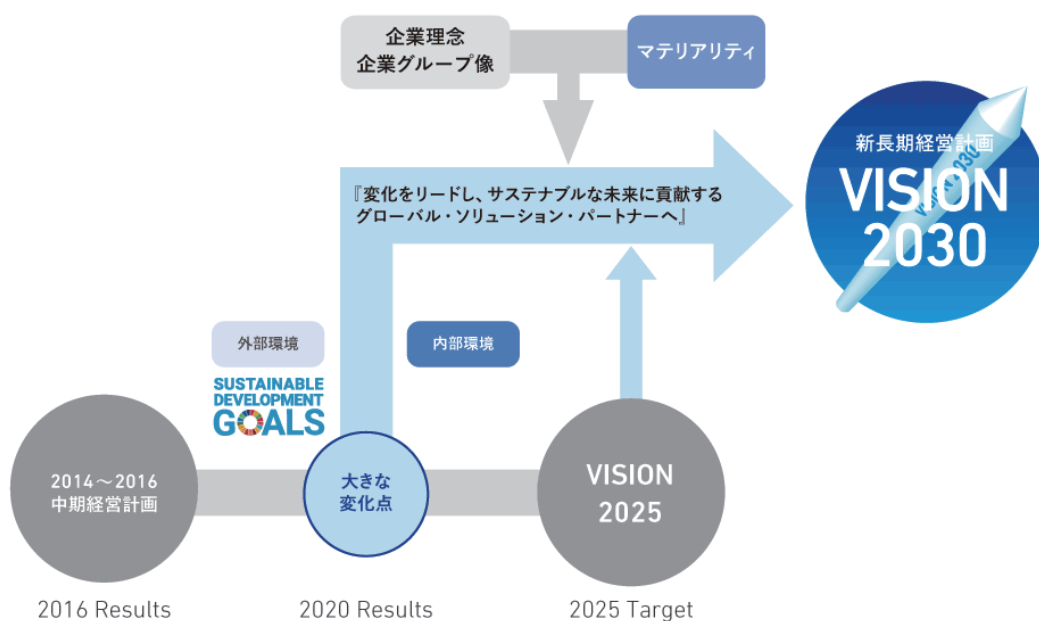 企業理念
企業グループ像
マテリアリティ
『変化をリードし、サステナブルな未来に貢献する
グローバル・ソリューション・パートナーへ』
新長期経営計画
VISION 2030
VISION
2030
外部環境
内部環境
SUSTAINABLE
DEVELOPMENT
GOALS
2014～2016
中期経営計画
大きな
変化点
VISION
2025
2016 Results
2020 Results
2025 Target